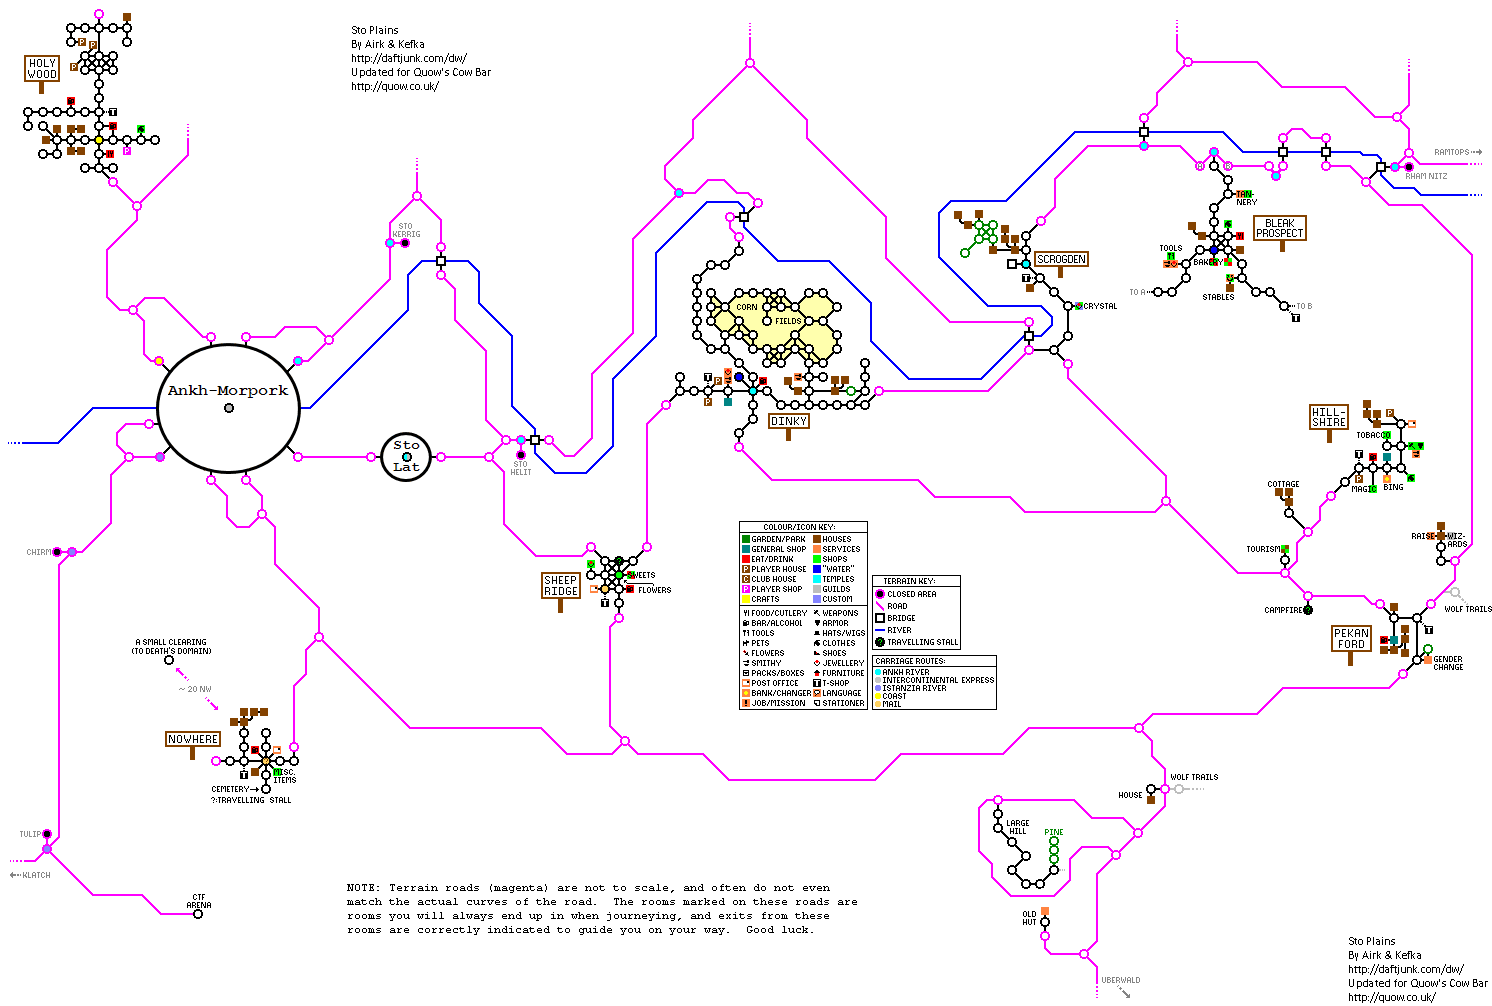 Sto Plains
By Airk & Kefka
http://daftjunk.com/dw/
Updated for Quow's Cow Bar
http://quow.co.uk/
HOLY
WOOD
P
P
P
T
P
RAMTOPS
RHAM NITZ
A
B
TAN-
NERY
BLEAK
PROSPECT
TOOLS
BAKERY
STABLES
TO A
TO B
T
STO
KERRIG
SCROGDEN
T
CRYSTAL
CORN
FIELDS
Ankh-Morpork
T
P
P
DINKY
Sto
Lat
STO
HELIT
HILL-
SHIRE
P
TOBACCO
T
P
MAGIC
BING
COTTAGE
RAISE
WIZ-
ARDS
TOURISM
CHIRM
SHEEP
RIDGE
SWEETS
FLOWERS
T
COLOUR/ICON KEY:
GARDEN/PARK
HOUSES
GENERAL SHOP
SERVICES
EAT/DRINK
SHOPS
P PLAYER HOUSE
"WATER"
C CLUB HOUSE
TEMPLES
P PLAYER SHOP
GUILDS
CRAFTS
CUSTOM
FOOD/CUTLERY
WEAPONS
BAR/ALCOHOL
ARMOR
TOOLS
HATS/WIGS
PETS
CLOTHES
FLOWERS
SHOES
SMITHY
JEWELLERY
PACKS/BOXES
FURNITURE
POST OFFICE
T T-SHOP
BANK/CHANGER
LANGUAGE
! JOB/MISSION
STATIONER
TERRAIN KEY:
CLOSED AREA
ROAD
BRIDGE
RIVER
? TRAVELLING STALL
CARRIAGE ROUTES:
ANKH RIVER
INTERCONTINENTAL EXPRESS
ISTANZIA RIVER
COAST
MAIL
CAMPFIRE
WOLF TRAILS
PEKAN
FORD
T
GENDER
CHANGE
A SMALL CLEARING
(TO DEATH'S DOMAIN)
~ 20 NW
NOWHERE
T
MISC.
ITEMS
CEMETERY
?:TRAVELLING STALL
WOLF TRAILS
HOUSE
LARGE
HILL
PINE
TULIP
KLATCH
CTF
ARENA
OLD
HUT
UBERWALD
NOTE: Terrain roads (magenta) are not to scale, and often do not even
match the actual curves of the road. The rooms marked on these roads are
rooms you will always end up in when journeying, and exits from these
rooms are correctly indicated to guide you on your way. Good luck.
Sto Plains
By Airk & Kefka
http://daftjunk.com/dw/
Updated for Quow's Cow Bar
http://quow.co.uk/